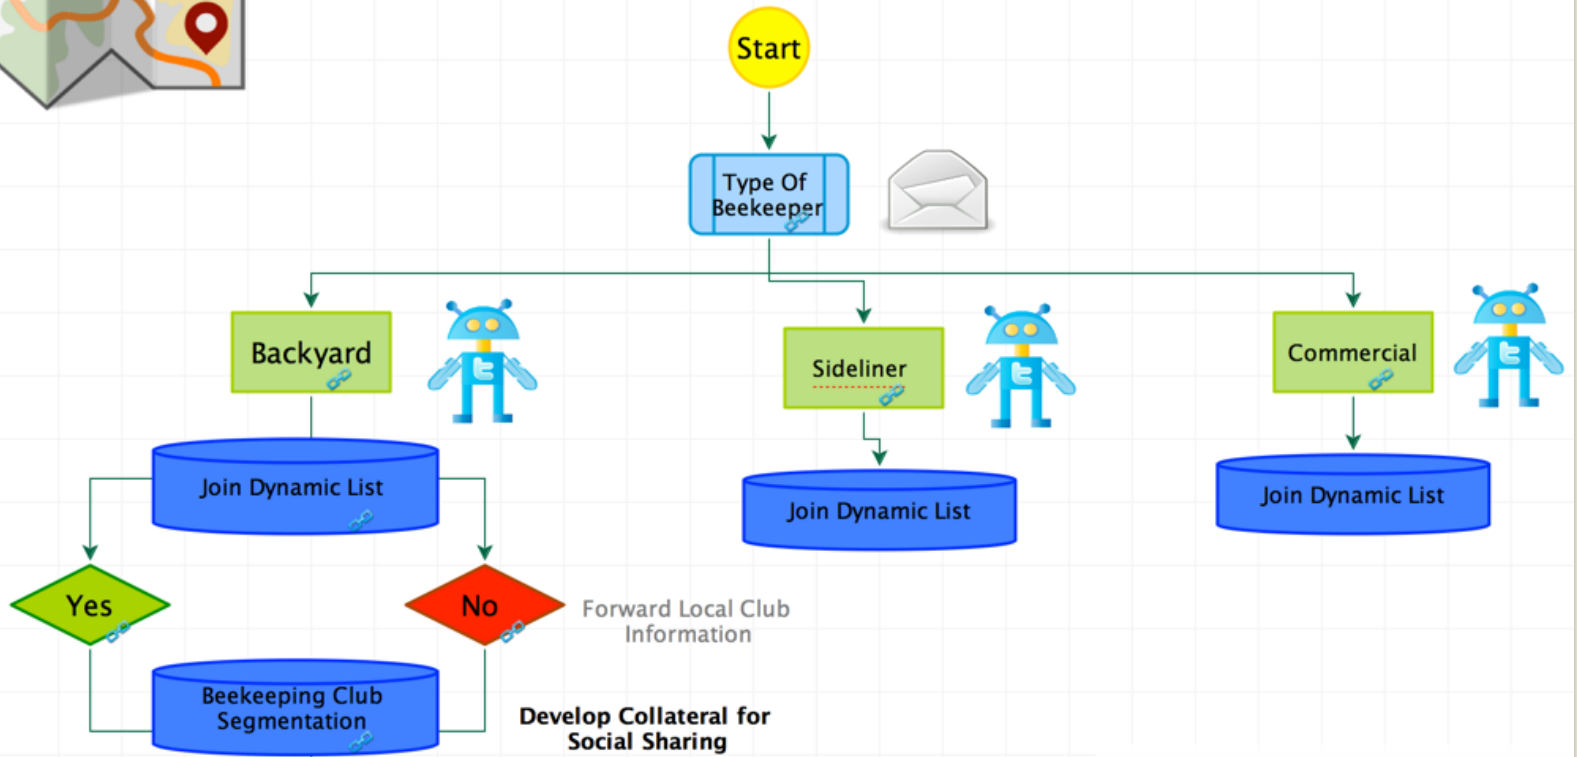 Start
Type Of
Beekeeper
Backyard
Sideliner
Commercial
Join Dynamic List
Join Dynamic List
Join Dynamic List
Yes
No
Forward Local Club
Information
Beekeeping Club
Segmentation
Develop Collateral for
Social Sharing